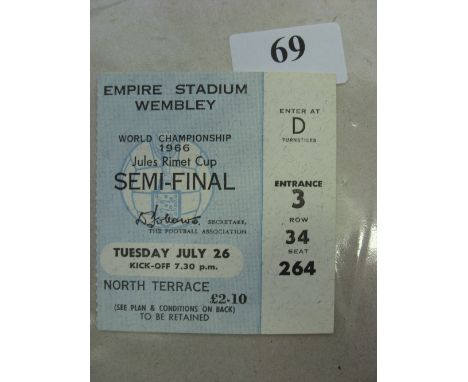 69
EMPIRE STADIUM
WEMBLEY
WORLD CHAMPIONSHIP
1966
Jules Rimet Cup
SEMI-FINAL
SECRETARY,
THE FOOTBALL ASSOCIATION
TUESDAY JULY 26
KICK-OFF 7.30 p.m.
NORTH TERRACE
£2-10
(SEE PLAN & CONDITIONS ON BACK)
TO BE RETAINED
ENTER AT
D
TURNSTILES
ENTRANCE
3
ROW
34
SEAT
264